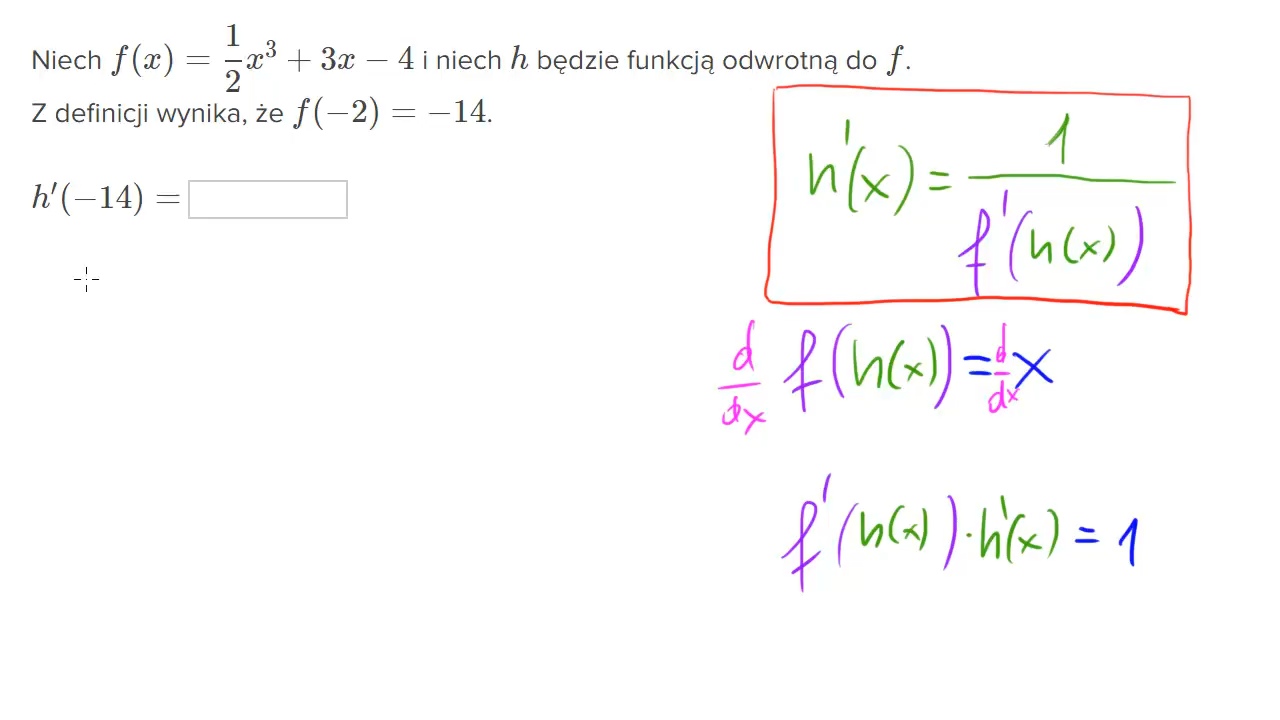 Niech f(x) = 1/2 x³ + 3x − 4 i niech h będzie funkcją odwrotną do f.
Z definicji wynika, że f(−2) = −14.
h′(−14) =
h'(x) = 1 / f'(h(x))
d/dx f(h(x)) = d/dx x
f'(h(x)) · h'(x) = 1